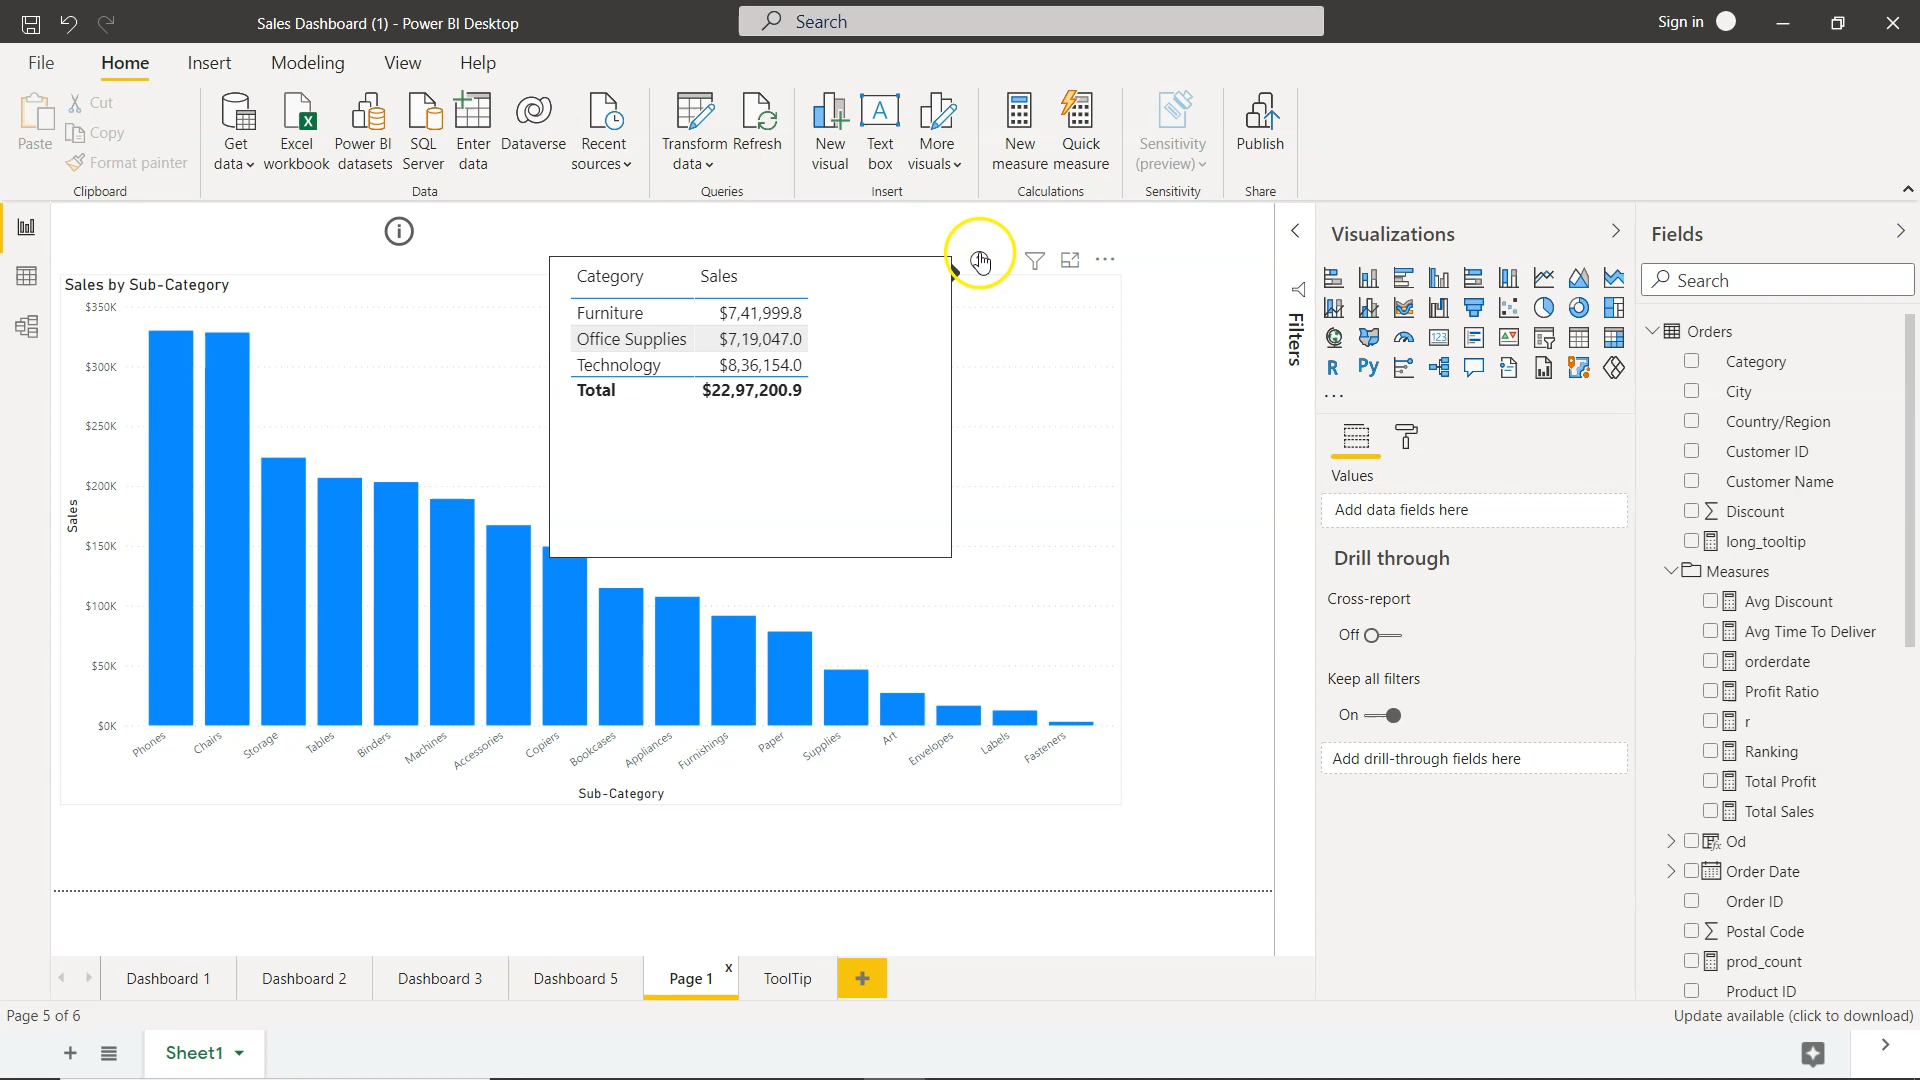 Sales Dashboard (1) - Power BI Desktop
Search
Sign in
File Home Insert Modeling View Help
Paste
Cut
Copy
Format painter
Clipboard
Get data
Excel workbook
Power BI datasets
SQL Server
Enter data
Dataverse
Recent sources
Data
Transform data
Refresh
Queries
New visual
Text box
More visuals
Insert
New measure
Quick measure
Calculations
Sensitivity (preview)
Sensitivity
Publish
Share
Sales by Sub-Category
$350K
$300K
$250K
$200K
$150K
$100K
$50K
$0K
Sales
Phones
Chairs
Storage
Tables
Binders
Machines
Accessories
Copiers
Bookcases
Appliances
Furnishings
Paper
Supplies
Art
Envelopes
Labels
Fasteners
Sub-Category
Category Sales
Furniture $7,41,999.8
Office Supplies $7,19,047.0
Technology $8,36,154.0
Total $22,97,200.9
Filters
Visualizations
123
R
Py
Values
Add data fields here
Drill through
Cross-report
Off
Keep all filters
On
Add drill-through fields here
Fields
Search
Orders
Category
City
Country/Region
Customer ID
Customer Name
Discount
long_tooltip
Measures
Avg Discount
Avg Time To Deliver
orderdate
Profit Ratio
r
Ranking
Total Profit
Total Sales
Od
Order Date
Order ID
Postal Code
prod_count
Product ID
Dashboard 1
Dashboard 2
Dashboard 3
Dashboard 5
Page 1
x
ToolTip
Page 5 of 6
Update available (click to download)
Sheet1